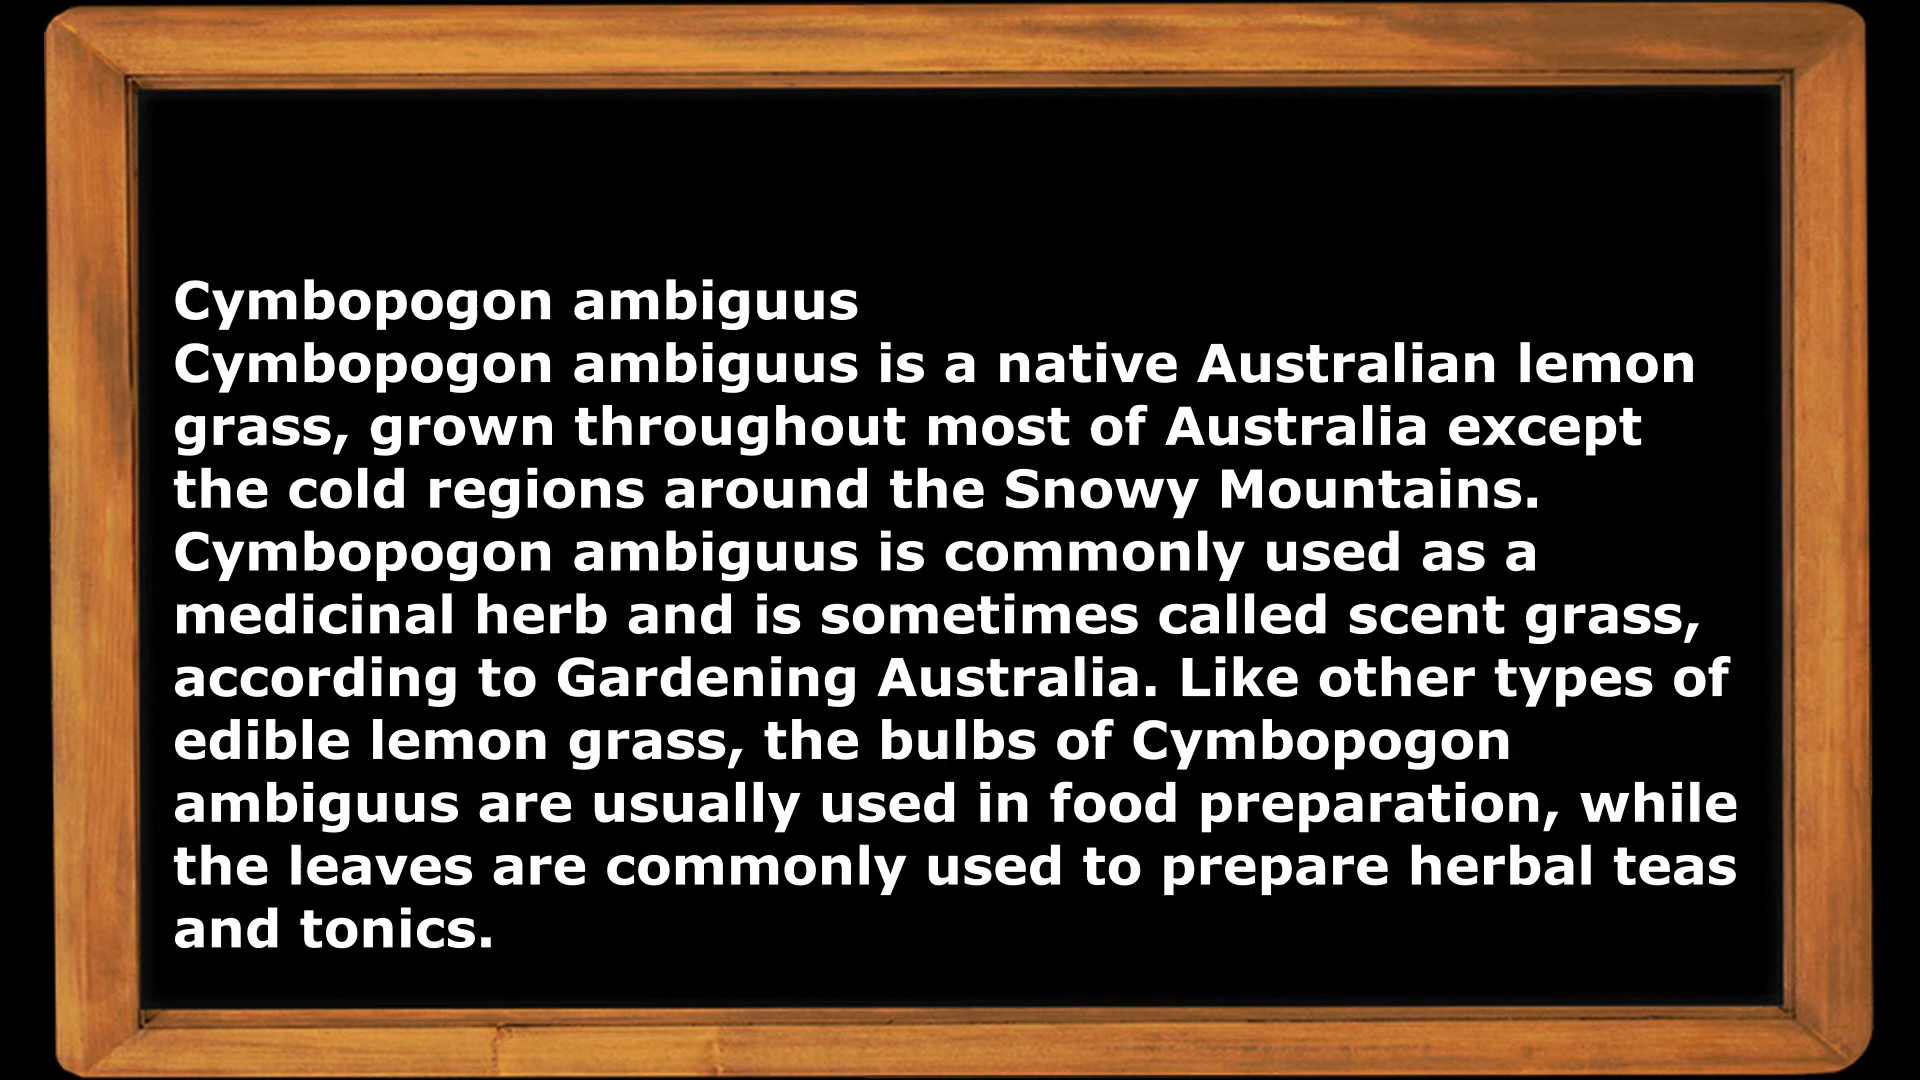 Cymbopogon ambiguus
Cymbopogon ambiguus is a native Australian lemon
grass, grown throughout most of Australia except
the cold regions around the Snowy Mountains.
Cymbopogon ambiguus is commonly used as a
medicinal herb and is sometimes called scent grass,
according to Gardening Australia. Like other types of
edible lemon grass, the bulbs of Cymbopogon
ambiguus are usually used in food preparation, while
the leaves are commonly used to prepare herbal teas
and tonics.